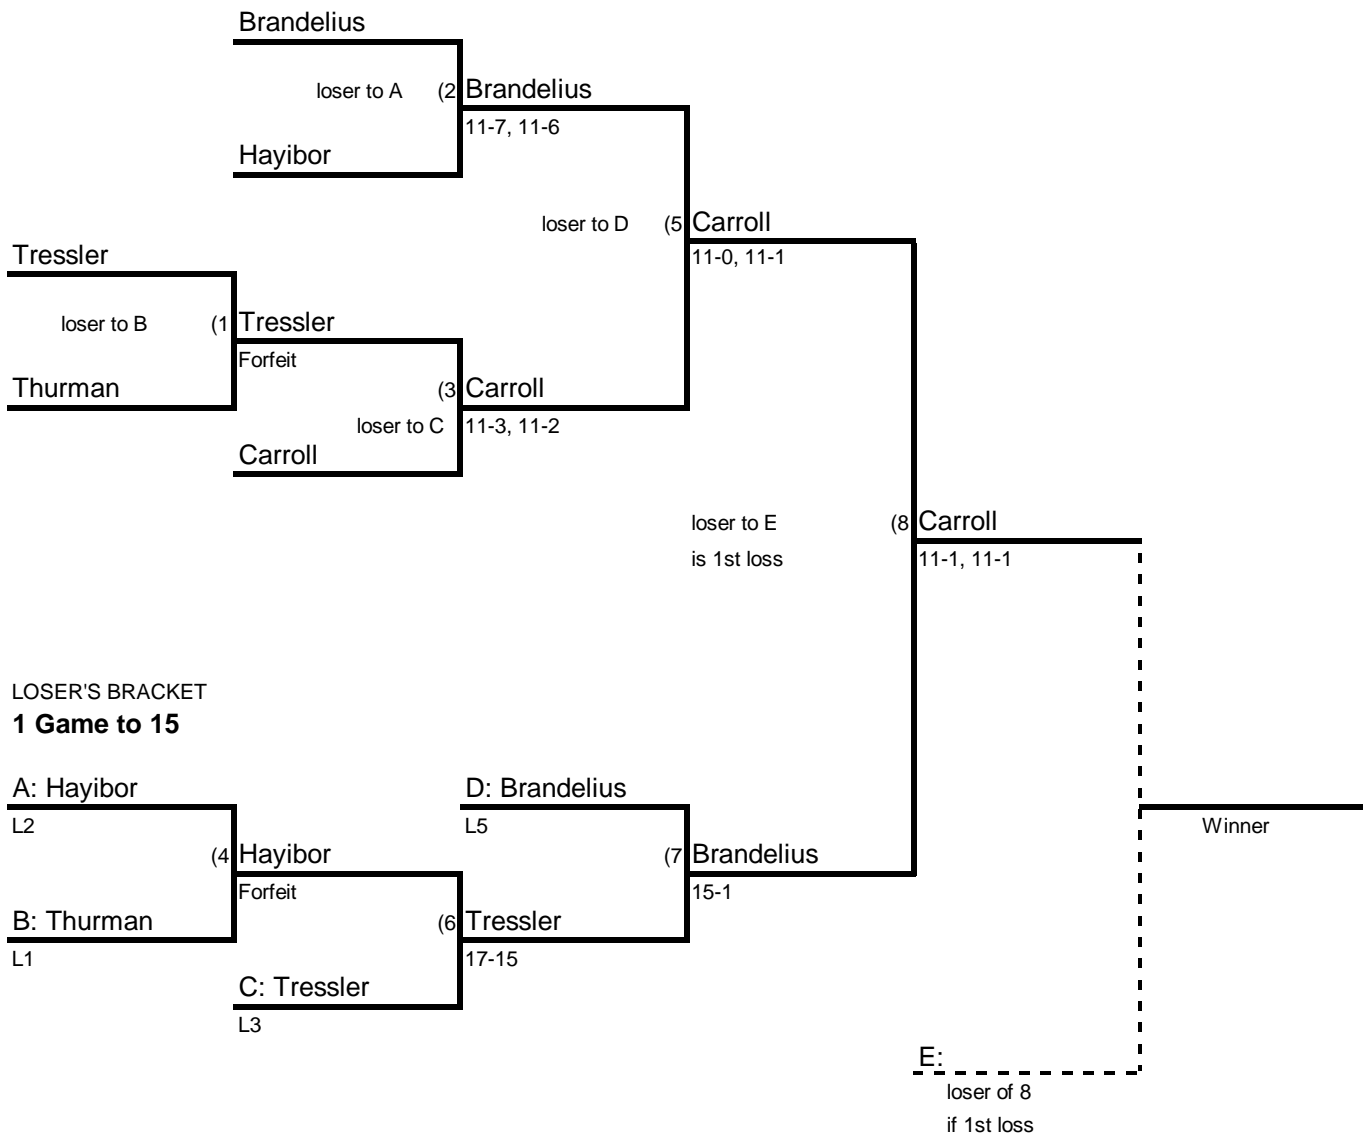 Brandelius
loser to A (2 Brandelius
11-7, 11-6
Hayibor
loser to D (5 Carroll
11-0, 11-1
Tressler
loser to B (1 Tressler
Forfeit
Thurman
(3 Carroll
loser to C 11-3, 11-2
Carroll
loser to E (8 Carroll
is 1st loss 11-1, 11-1
LOSER'S BRACKET
1 Game to 15
A: Hayibor D: Brandelius
L2 L5 Winner
(4 Hayibor (7 Brandelius
Forfeit 15-1
B: Thurman (6 Tressler
L1 17-15
C: Tressler
L3
E:
loser of 8
if 1st loss